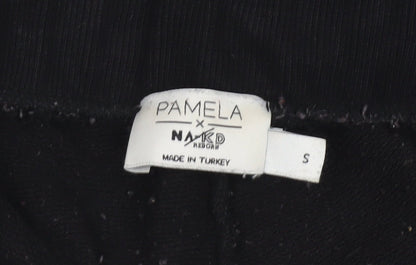 PAMELA
×
NA-KD
REBORN
MADE IN TURKEY
S